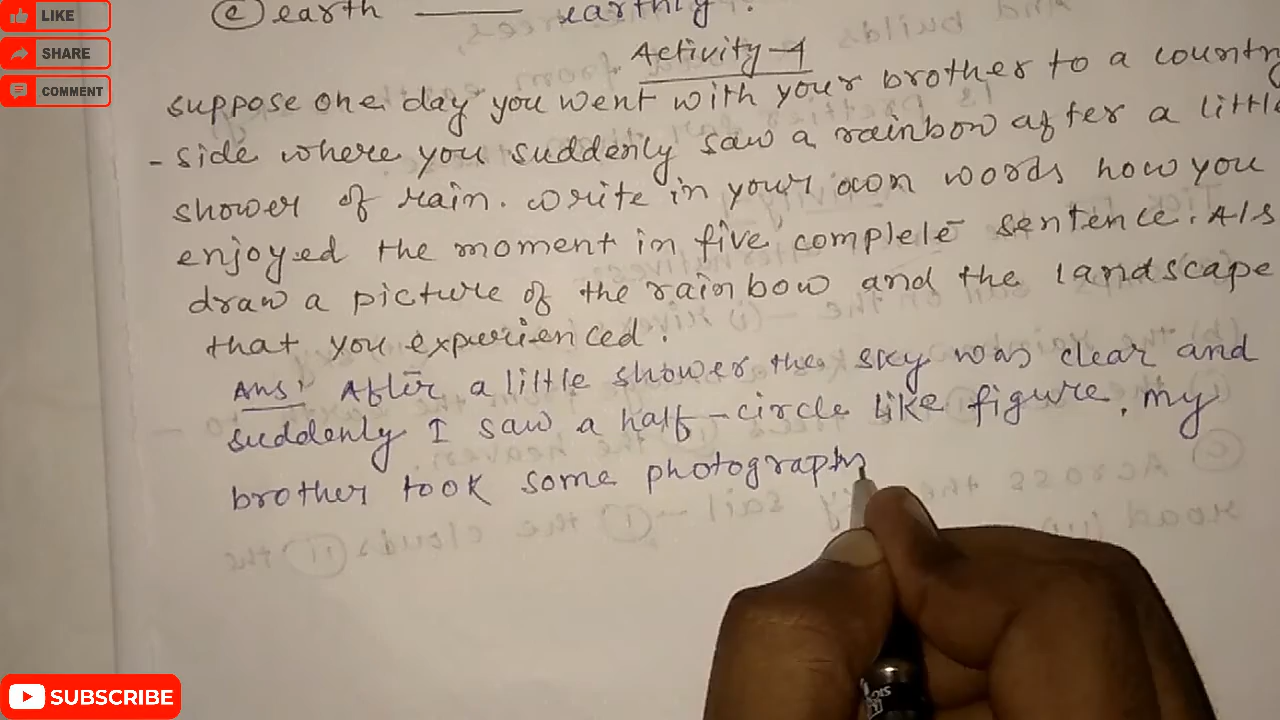 LIKE
SHARE
COMMENT
(e) earth ——— earthly.
Activity-4
suppose one day you went with your brother to a countr
- side where you suddenly saw a rainbow after a little
shower of rain. write in your own words how you
enjoyed the moment in five complete sentence. Als
draw a picture of the rainbow and the landscape
that you experienced.
Ans: After a little shower the sky was clear and
suddenly I saw a half-circle like figure. My
brother took some photograph
SUBSCRIBE